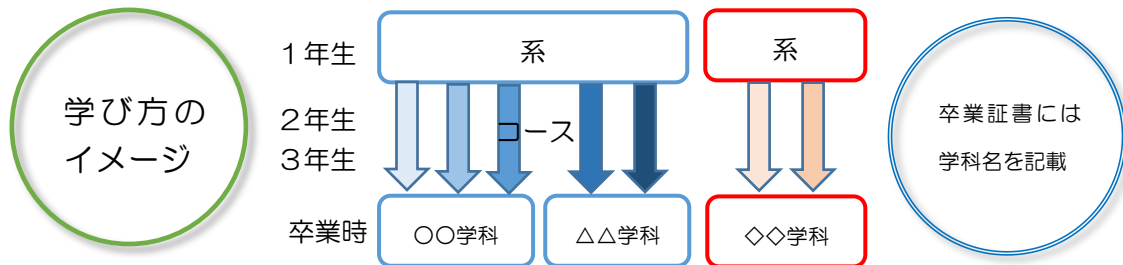 学び方の
イメージ
１年生
２年生
３年生
卒業時
系
系
コース
〇〇学科
△△学科
◇◇学科
卒業証書には
学科名を記載